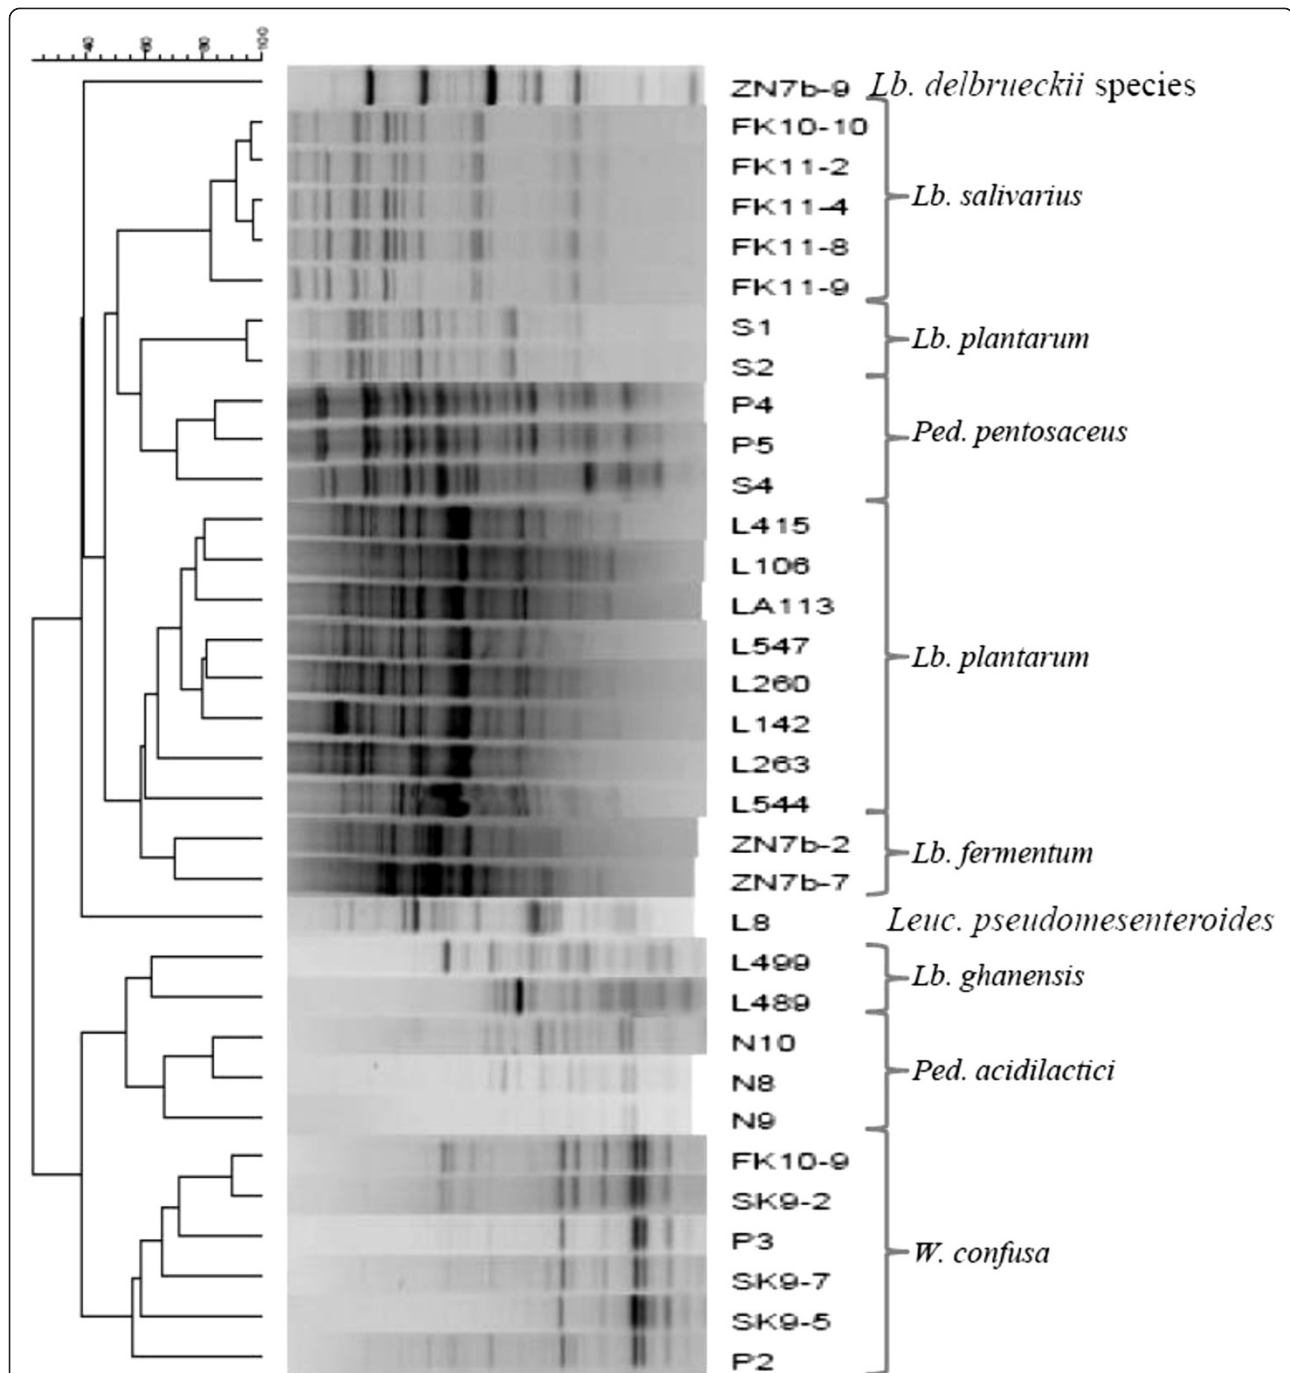 40 60 80 100
ZN7b-9 Lb. delbrueckii species
FK10-10
FK11-2
FK11-4 Lb. salivarius
FK11-8
FK11-9
S1
S2 Lb. plantarum
P4
P5 Ped. pentosaceus
S4
L415
L106
LA113
L547 Lb. plantarum
L260
L142
L263
L544
ZN7b-2 Lb. fermentum
ZN7b-7
L8 Leuc. pseudomesenteroides
L499 Lb. ghanensis
L489
N10
N8 Ped. acidilactici
N9
FK10-9
SK9-2
P3 W. confusa
SK9-7
SK9-5
P2